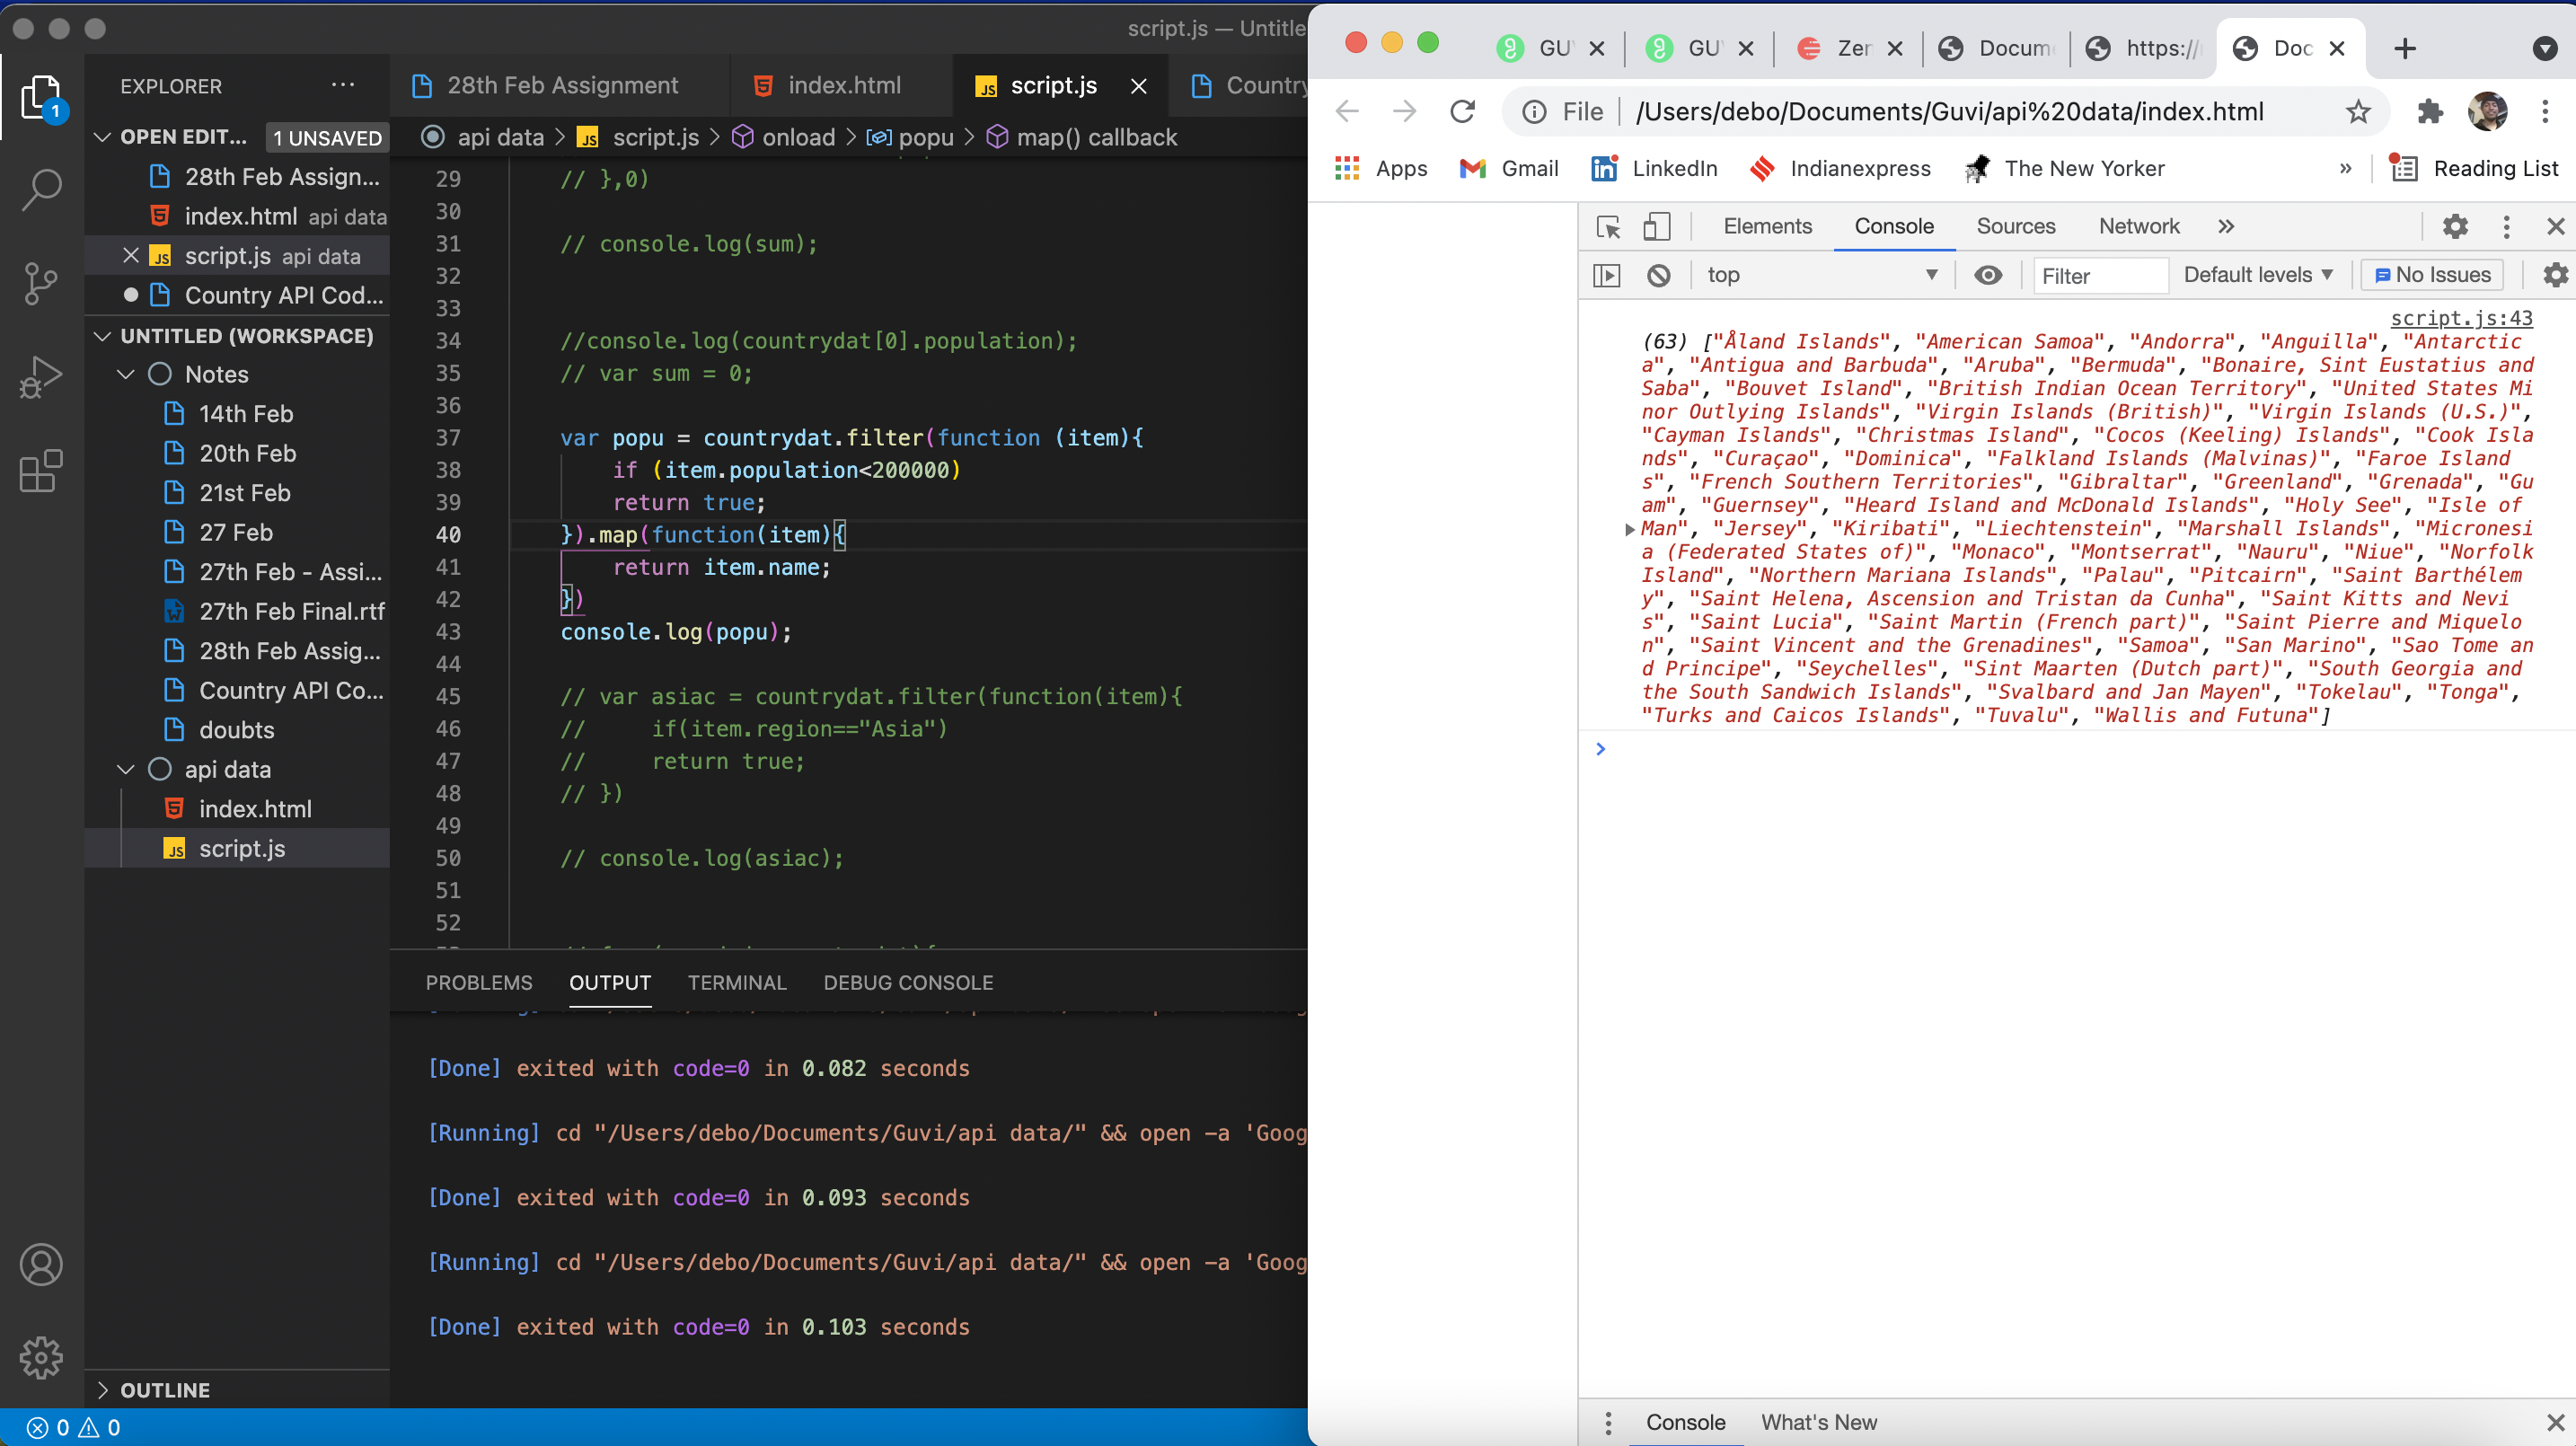 script.js — Untitle
EXPLORER
OPEN EDIT... 1 UNSAVED
28th Feb Assign...
index.html api data
script.js api data
Country API Cod...
UNTITLED (WORKSPACE)
Notes
14th Feb
20th Feb
21st Feb
27 Feb
27th Feb - Assi...
27th Feb Final.rtf
28th Feb Assig...
Country API Co...
doubts
api data
index.html
script.js
OUTLINE
0 0
1
28th Feb Assignment index.html script.js Country
api data > script.js > onload > popu > map() callback
29 // },0)
30
31 // console.log(sum);
32
33
34 //console.log(countrydat[0].population);
35 // var sum = 0;
36
37 var popu = countrydat.filter(function (item){
38 if (item.population<200000)
39 return true;
40 }).map(function(item){
41 return item.name;
42 })
43 console.log(popu);
44
45 // var asiac = countrydat.filter(function(item){
46 // if(item.region=="Asia")
47 // return true;
48 // })
49
50 // console.log(asiac);
51
52
PROBLEMS OUTPUT TERMINAL DEBUG CONSOLE
[Done] exited with code=0 in 0.082 seconds
[Running] cd "/Users/debo/Documents/Guvi/api data/" && open -a 'Goog
[Done] exited with code=0 in 0.093 seconds
[Running] cd "/Users/debo/Documents/Guvi/api data/" && open -a 'Goog
[Done] exited with code=0 in 0.103 seconds
GU GU Zer Docum https:// Doc
File /Users/debo/Documents/Guvi/api%20data/index.html
Apps Gmail LinkedIn Indianexpress The New Yorker » Reading List
Elements Console Sources Network »
top Filter Default levels No Issues
script.js:43
(63) ["Åland Islands", "American Samoa", "Andorra", "Anguilla", "Antarctic
a", "Antigua and Barbuda", "Aruba", "Bermuda", "Bonaire, Sint Eustatius and
Saba", "Bouvet Island", "British Indian Ocean Territory", "United States Mi
nor Outlying Islands", "Virgin Islands (British)", "Virgin Islands (U.S.)",
"Cayman Islands", "Christmas Island", "Cocos (Keeling) Islands", "Cook Isla
nds", "Curaçao", "Dominica", "Falkland Islands (Malvinas)", "Faroe Island
s", "French Southern Territories", "Gibraltar", "Greenland", "Grenada", "Gu
am", "Guernsey", "Heard Island and McDonald Islands", "Holy See", "Isle of
Man", "Jersey", "Kiribati", "Liechtenstein", "Marshall Islands", "Micronesi
a (Federated States of)", "Monaco", "Montserrat", "Nauru", "Niue", "Norfolk
Island", "Northern Mariana Islands", "Palau", "Pitcairn", "Saint Barthélem
y", "Saint Helena, Ascension and Tristan da Cunha", "Saint Kitts and Nevi
s", "Saint Lucia", "Saint Martin (French part)", "Saint Pierre and Miquelo
n", "Saint Vincent and the Grenadines", "Samoa", "San Marino", "Sao Tome an
d Principe", "Seychelles", "Sint Maarten (Dutch part)", "South Georgia and
the South Sandwich Islands", "Svalbard and Jan Mayen", "Tokelau", "Tonga",
"Turks and Caicos Islands", "Tuvalu", "Wallis and Futuna"]
Console What's New